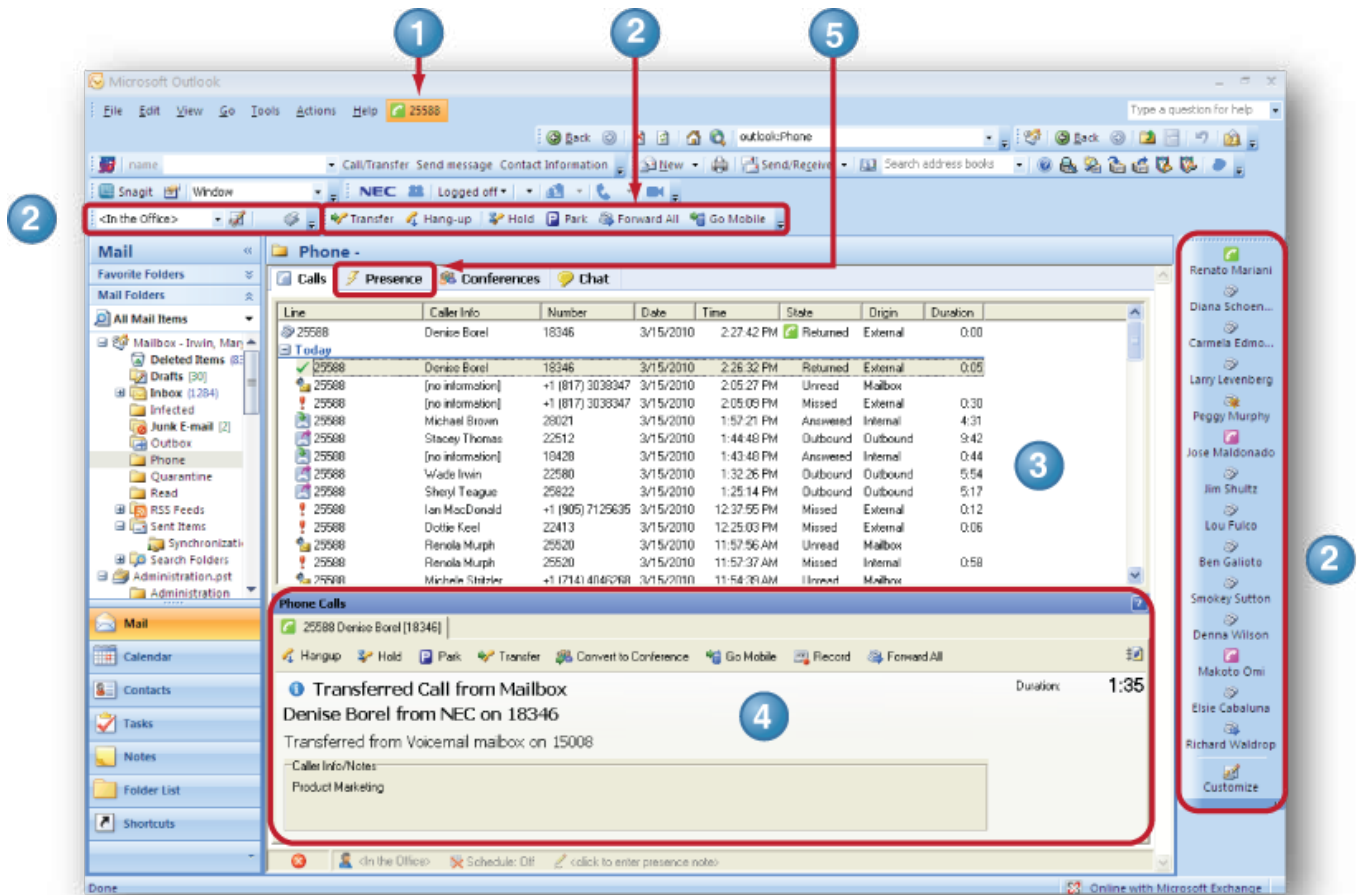 1 2 5
Microsoft Outlook
File Edit View Go Tools Actions Help 25588 Type a question for help
Back outlook:Phone Back
name Call/Transfer Send message Contact Information New Send/Receive Search address books
Snagit Window NEC Logged off
2 <In the Office> Transfer Hang-up Hold Park Forward All Go Mobile
Mail «
Favorite Folders
Mail Folders
All Mail Items
Mailbox - Irwin, Mary
Deleted Items
Drafts [30]
Inbox (1284)
Infected
Junk E-mail [2]
Outbox
Phone
Quarantine
Read
RSS Feeds
Sent Items
Synchronizati
Search Folders
Administration.pst
Administration
Mail
Calendar
Contacts
Tasks
Notes
Folder List
Shortcuts
Phone -
Calls Presence Conferences Chat
Line Caller Info Number Date Time State Origin Duration
25588 Denise Borel 18346 3/15/2010 2:27:42 PM Returned External 0:00
Today
25588 Denise Borel 18346 3/15/2010 2:26:32 PM Returned External 0:05
25588 [no information] +1 (817) 3038347 3/15/2010 2:05:27 PM Unread Mailbox
25588 [no information] +1 (817) 3038347 3/15/2010 2:05:09 PM Missed External 0:30
25588 Michael Brown 28021 3/15/2010 1:57:21 PM Answered Internal 4:31
25588 Stacey Thomas 22512 3/15/2010 1:44:48 PM Outbound Outbound 9:42
25588 [no information] 18428 3/15/2010 1:43:48 PM Answered Internal 0:44
25588 Wade Irwin 22580 3/15/2010 1:32:26 PM Outbound Outbound 5:54
25588 Sheryl Teague 25822 3/15/2010 1:25:14 PM Outbound Outbound 5:17
25588 Ian MacDonald +1 (905) 7125635 3/15/2010 12:37:55 PM Missed External 0:12
25588 Dottie Keel 22413 3/15/2010 12:25:03 PM Missed External 0:06
25588 Renola Murph 25520 3/15/2010 11:57:56 AM Unread Mailbox
25588 Renola Murph 25520 3/15/2010 11:57:37 AM Missed Internal 0:58
25588 Michele Stritzler +1 (714) 4046268 3/15/2010 11:54:39 AM Unread Mailbox
3
Phone Calls ?
25588 Denise Borel [18346]
Hangup Hold Park Transfer Convert to Conference Go Mobile Record Forward All
Transferred Call from Mailbox Duration: 1:35
Denise Borel from NEC on 18346
4
Transferred from Voicemail mailbox on 15008
Caller Info/Notes
Product Marketing
<In the Office> Schedule: Off <click to enter presence note>
Renato Mariani
Diana Schoen...
Carmela Edmo...
Larry Levenberg
Peggy Murphy
Jose Maldonado
Jim Shultz
Lou Fulco
Ben Galioto
Smokey Sutton
Denna Wilson
Makoto Omi
Elsie Cabaluna
Richard Waldrop
Customize
2
Done Online with Microsoft Exchange